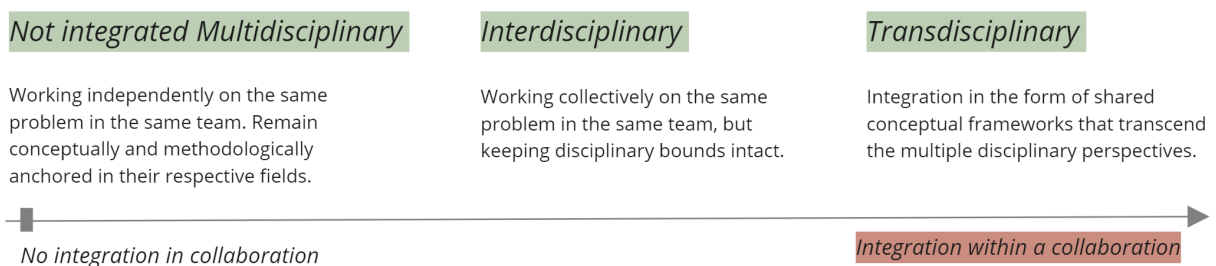 Not integrated Multidisciplinary
Working independently on the same
problem in the same team. Remain
conceptually and methodologically
anchored in their respective fields.
Interdisciplinary
Working collectively on the same
problem in the same team, but
keeping disciplinary bounds intact.
Transdisciplinary
Integration in the form of shared
conceptual frameworks that transcend
the multiple disciplinary perspectives.
No integration in collaboration
Integration within a collaboration